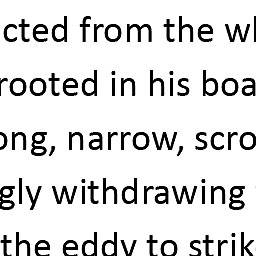 cted from the wh
rooted in his boa
ong, narrow, scro
gly withdrawing
the eddy to strik